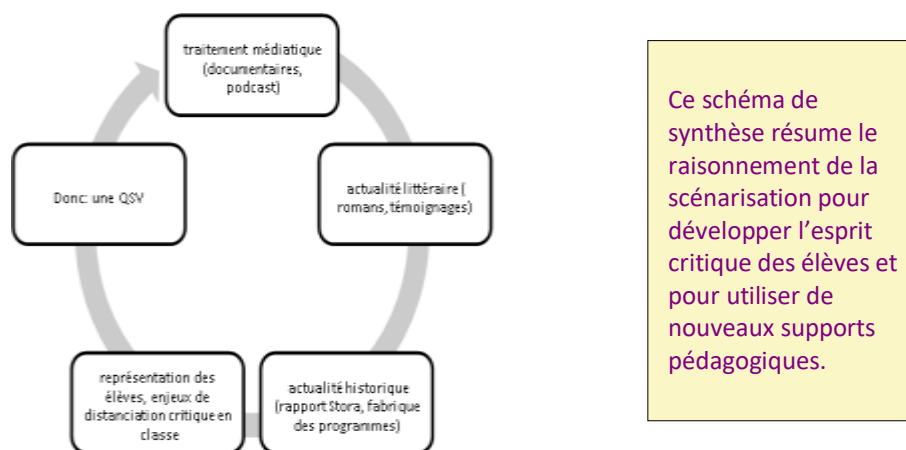 traitement médiatique
(documentaires,
podcast)
actualité littéraire (
romans, témoignages)
actualité historique
(rapport Stora, fabrique
des programmes)
représentation des
élèves, enjeux de
distanciation critique en
classe
Donc: une QSV
Ce schéma de
synthèse résume le
raisonnement de la
scénarisation pour
développer l’esprit
critique des élèves et
pour utiliser de
nouveaux supports
pédagogiques.